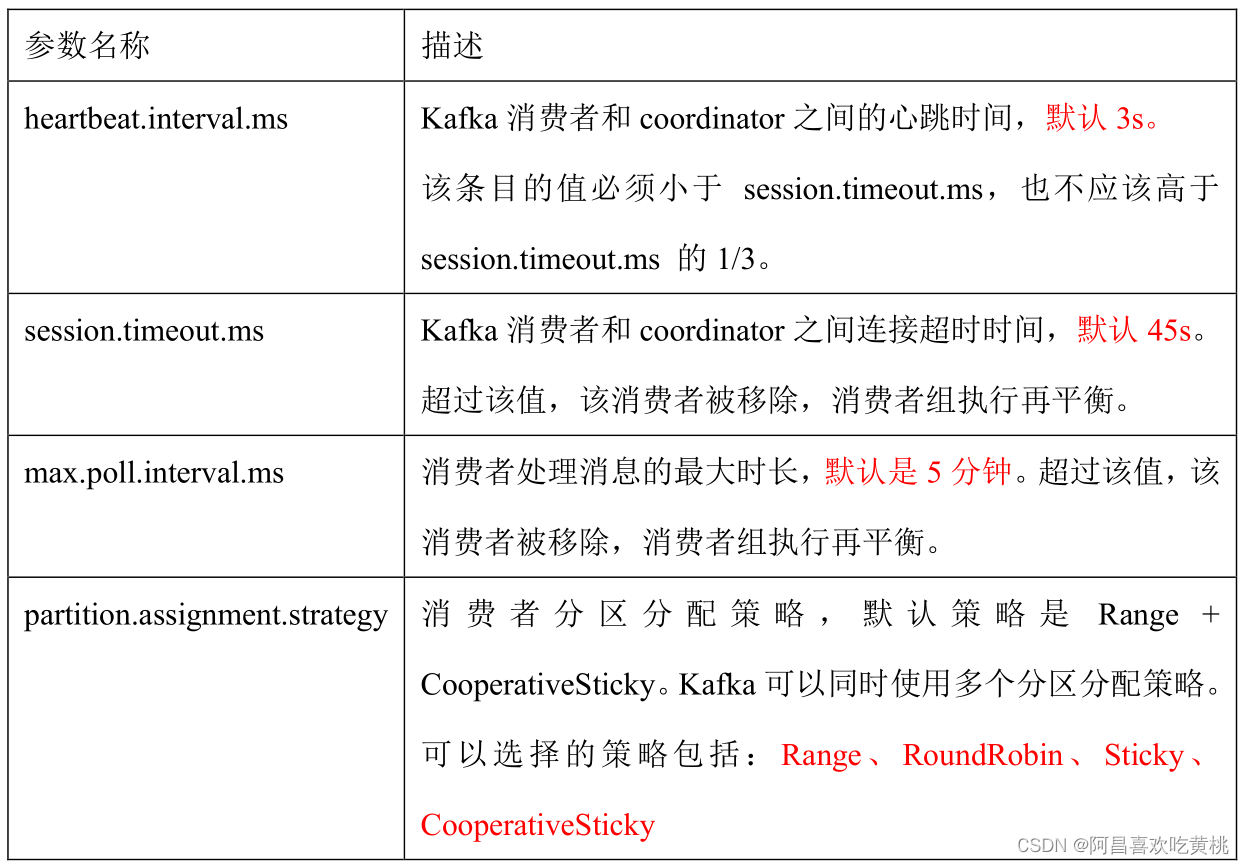 参数名称 描述
heartbeat.interval.ms Kafka 消费者和 coordinator 之间的心跳时间，默认 3s。
该条目的值必须小于 session.timeout.ms，也不应该高于
session.timeout.ms 的 1/3。
session.timeout.ms Kafka 消费者和 coordinator 之间连接超时时间，默认 45s。
超过该值，该消费者被移除，消费者组执行再平衡。
max.poll.interval.ms 消费者处理消息的最大时长，默认是 5 分钟。超过该值，该
消费者被移除，消费者组执行再平衡。
partition.assignment.strategy 消费者分区分配策略，默认策略是 Range +
CooperativeSticky。Kafka 可以同时使用多个分区分配策略。
可以选择的策略包括：Range、RoundRobin、Sticky、
CooperativeSticky
CSDN @阿昌喜欢吃黄桃